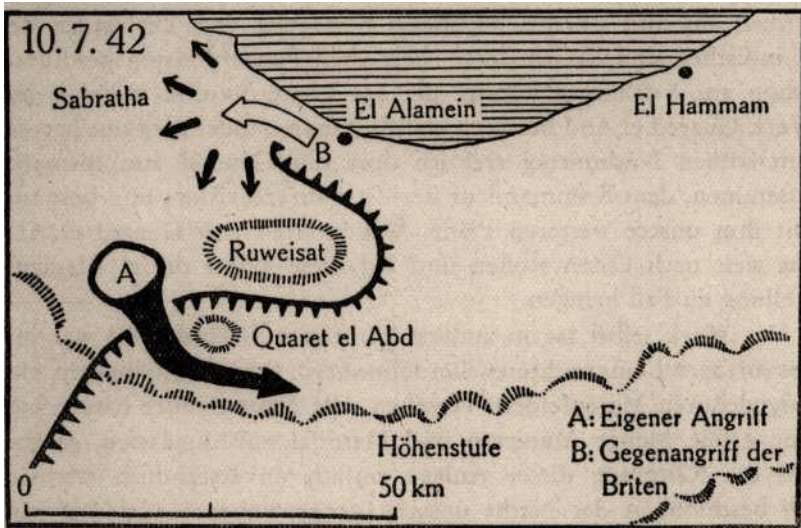 10.7.42
Sabratha
El Alamein
El Hammam
B
Ruweisat
A
Quaret el Abd
A: Eigener Angriff
Höhenstufe
B: Gegenangriff der
Briten
0
50 km